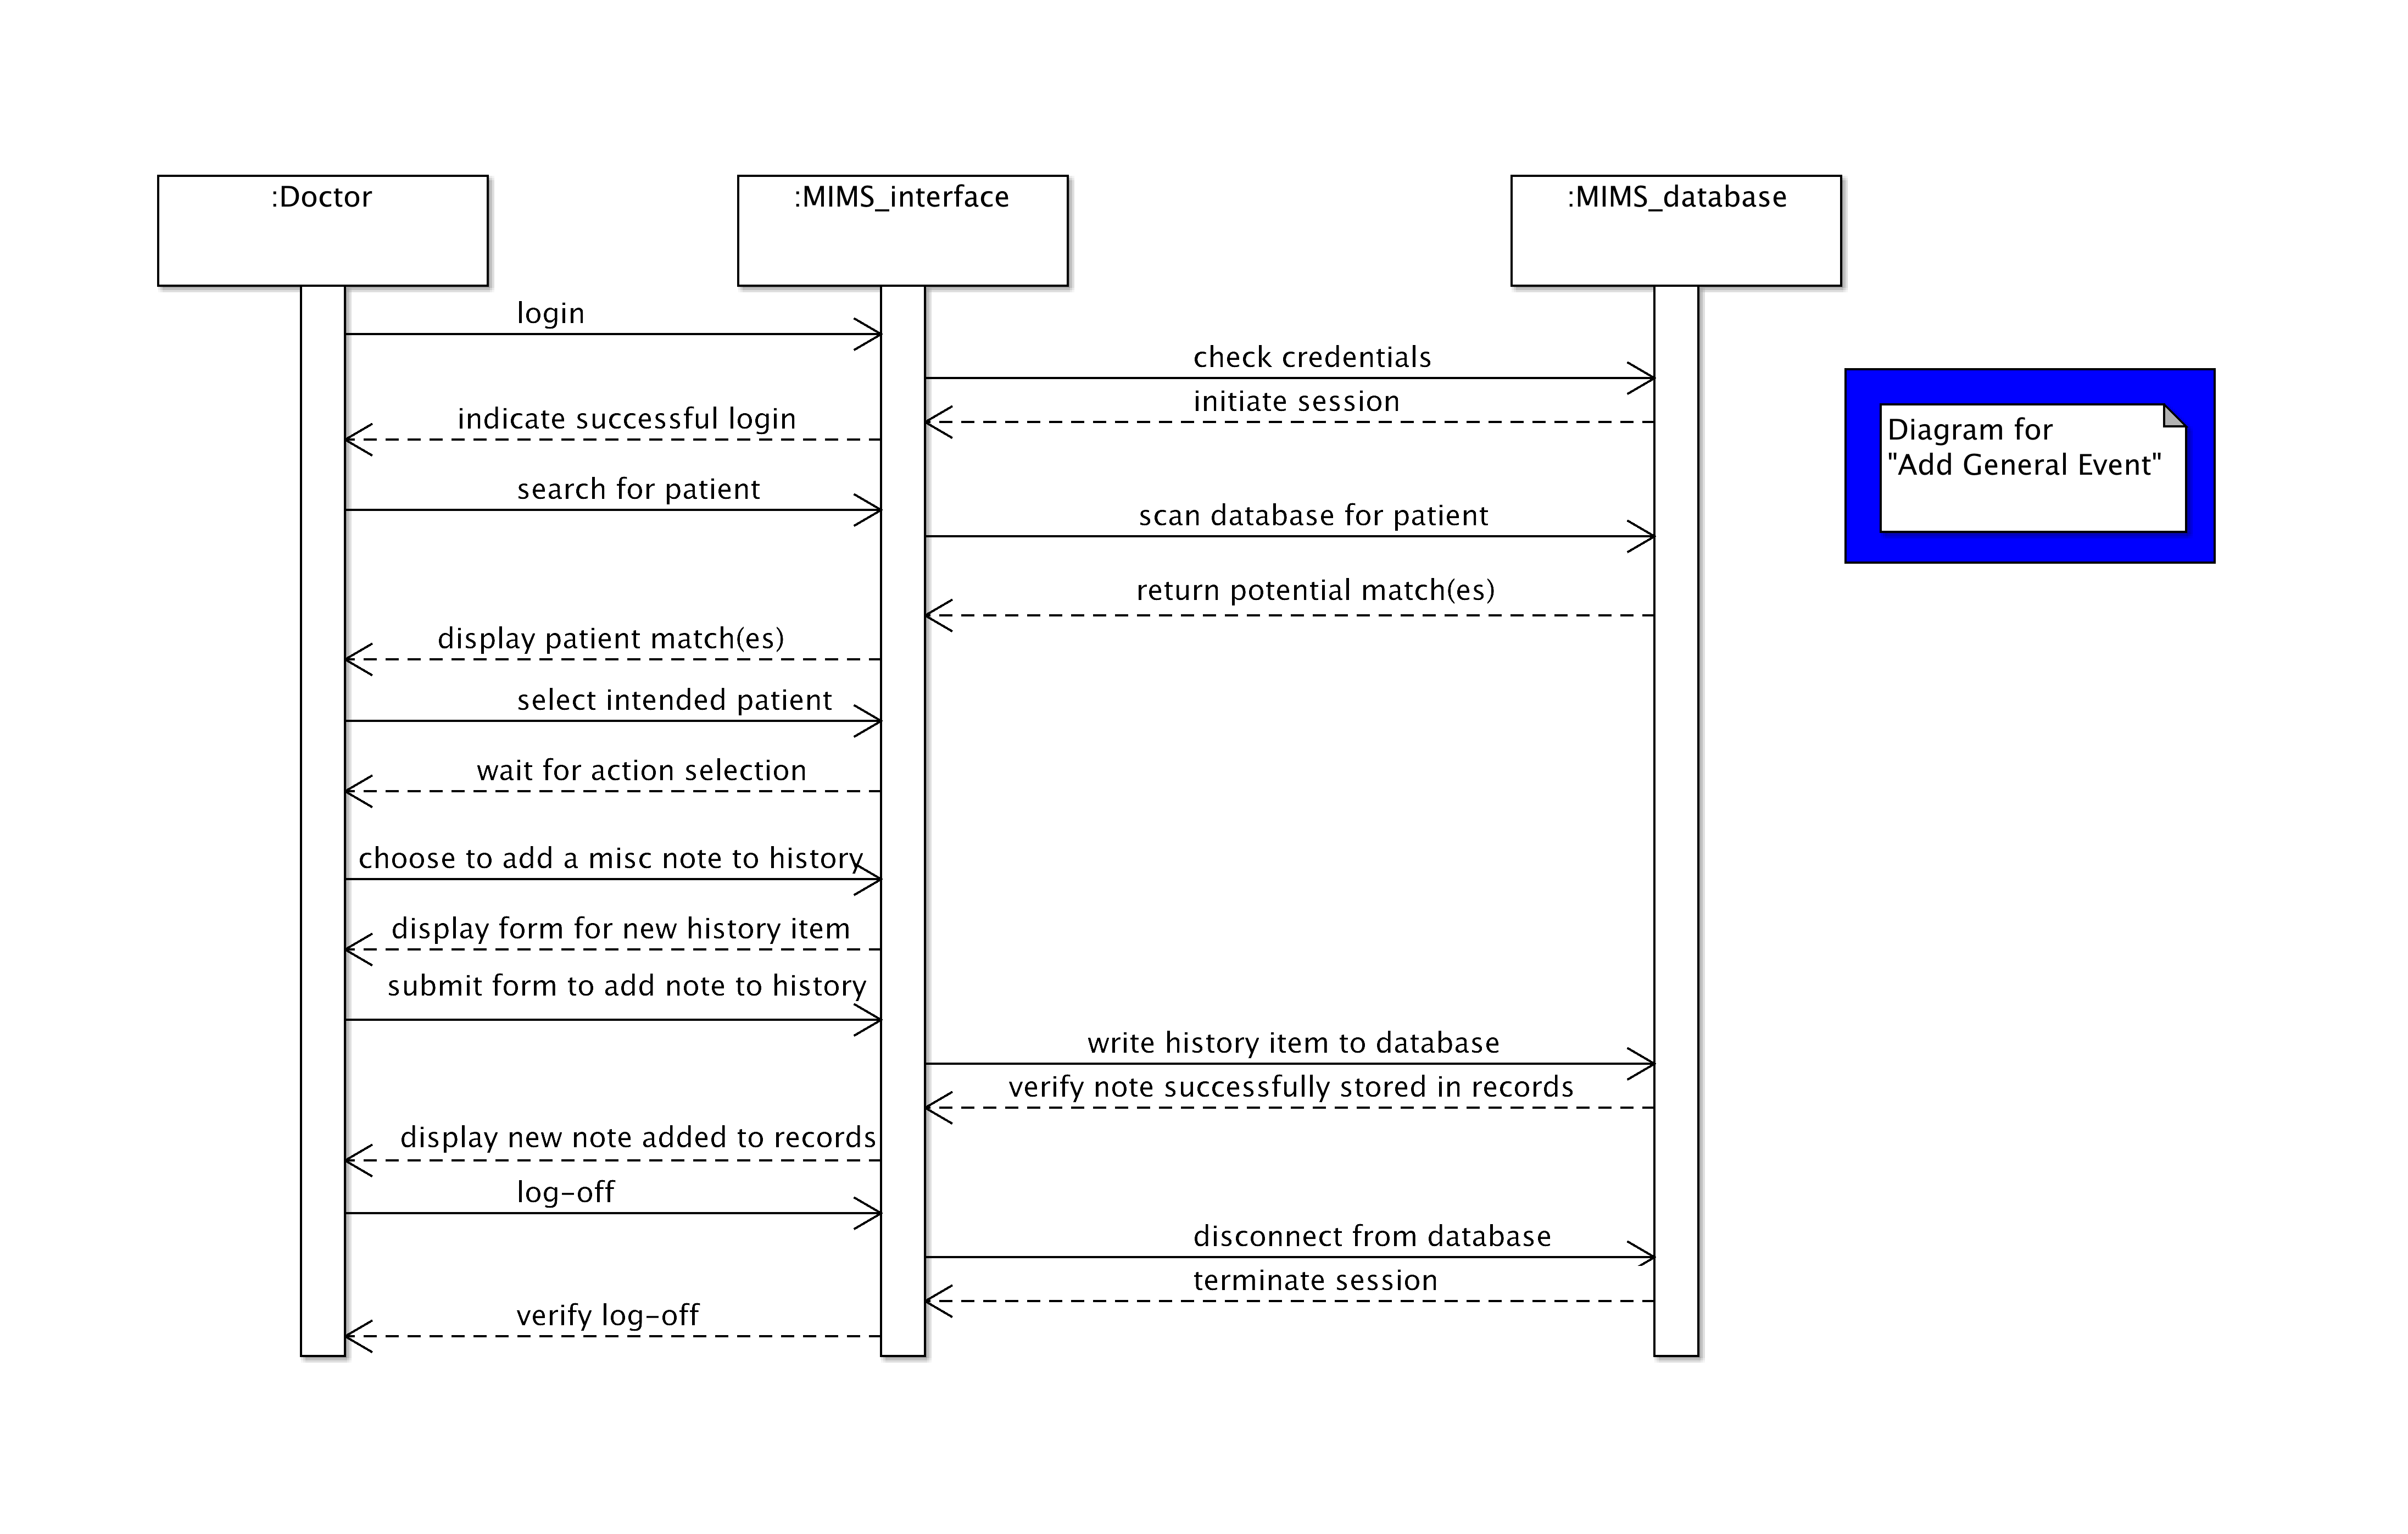 :Doctor
:MIMS_interface
:MIMS_database
login
check credentials
initiate session
indicate successful login
Diagram for
"Add General Event"
search for patient
scan database for patient
return potential match(es)
display patient match(es)
select intended patient
wait for action selection
choose to add a misc note to history
display form for new history item
submit form to add note to history
write history item to database
verify note successfully stored in records
display new note added to records
log-off
disconnect from database
terminate session
verify log-off